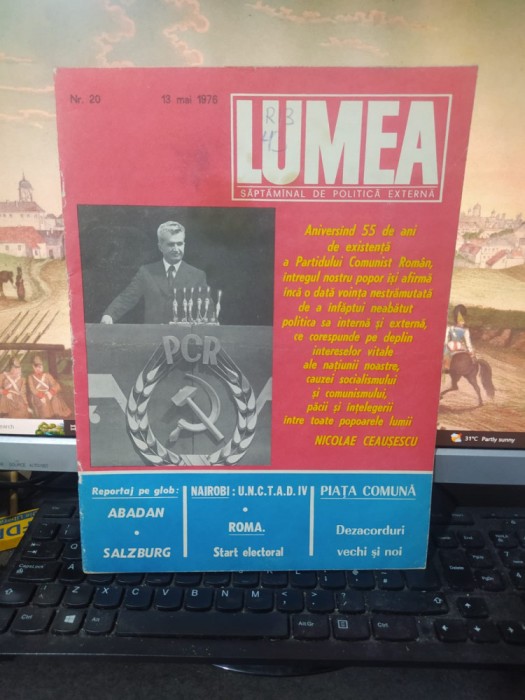 Nr. 20
13 mai 1976
LUMEA
SĂPTĂMÎNAL DE POLITICĂ EXTERNĂ
Aniversînd 55 de ani
de existență
a Partidului Comunist Român,
întregul nostru popor își afirmă
încă o dată voința nestrămutată
de a înfăptui neabătut
politica sa internă și externă,
ce corespunde pe deplin
intereselor vitale
ale națiunii noastre,
cauzei socialismului
și comunismului,
păcii și înțelegerii
între toate popoarele lumii
NICOLAE CEAUȘESCU
PCR
Reportaj pe glob:
ABADAN
•
SALZBURG
NAIROBI: U.N.C.T.A.D. IV
•
ROMA.
Start electoral
PIAȚA COMUNĂ
Dezacorduri
vechi și noi
31°C Partly sunny
Ctrl
Alt
AltGr
Ctrl